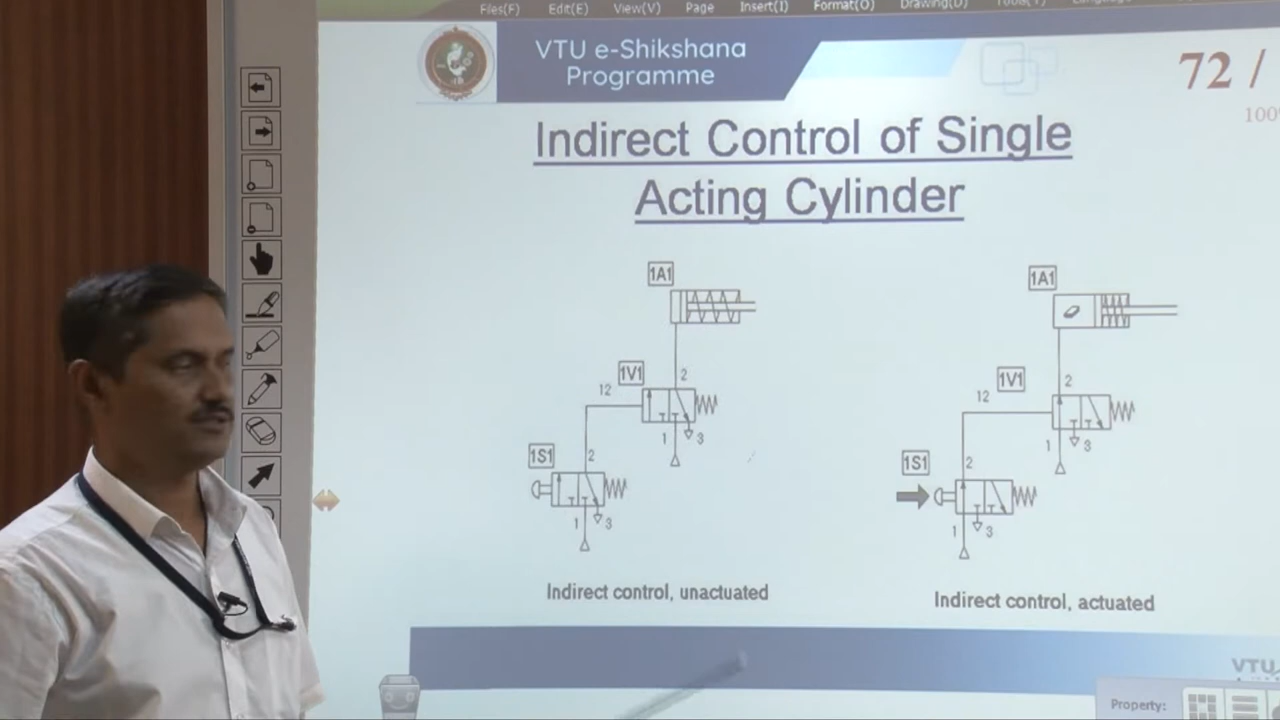 Files(F) Edit(E) View(V) Page Insert(I) Format(O) Drawing(D)
VTU e-Shikshana
Programme
72 /
100%
Indirect Control of Single
Acting Cylinder
1A1
1V1
12
2
1
3
1S1
2
1
3
Indirect control, unactuated
1A1
1V1
12
2
1
3
1S1
2
1
3
Indirect control, actuated
VTU
Property: